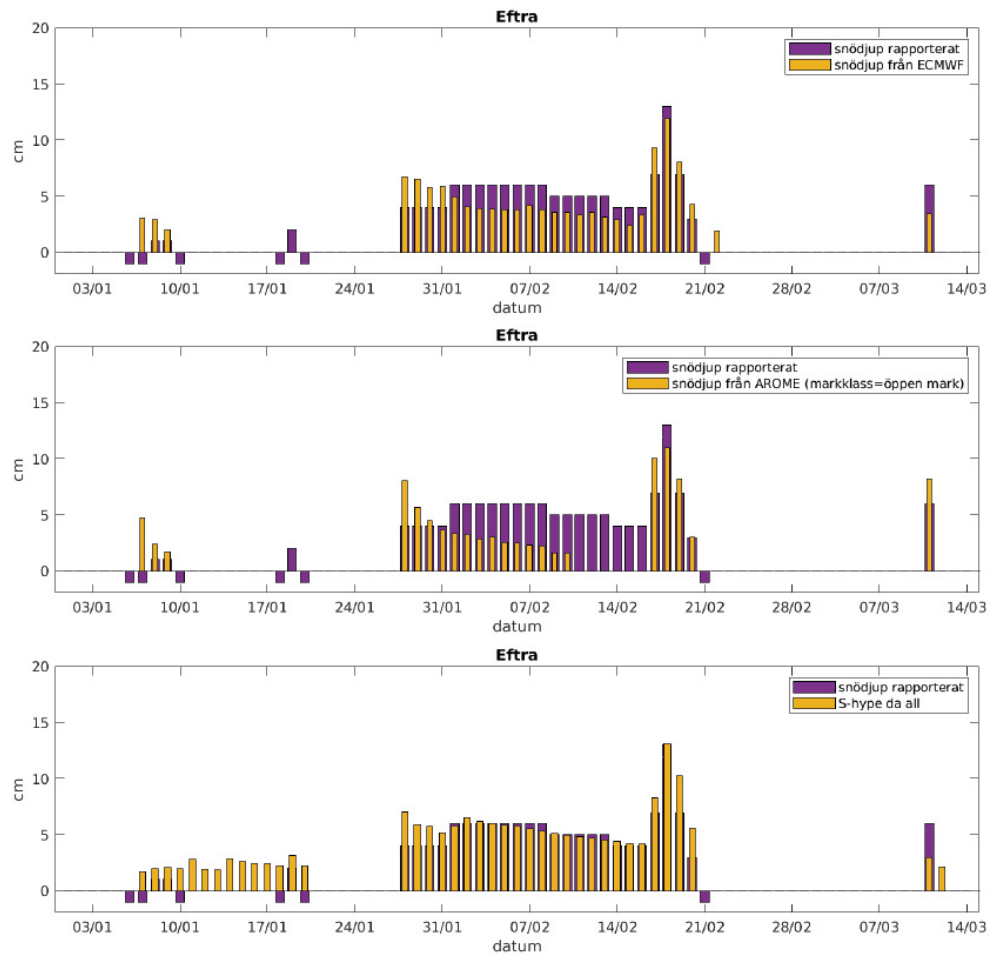 Eftra
20
snödjup rapporterat
snödjup från ECMWF
15
10
cm
5
0
03/01 10/01 17/01 24/01 31/01 07/02 14/02 21/02 28/02 07/03 14/03
datum
Eftra
20
snödjup rapporterat
snödjup från AROME (markklass=öppen mark)
15
10
cm
5
0
03/01 10/01 17/01 24/01 31/01 07/02 14/02 21/02 28/02 07/03 14/03
datum
Eftra
20
snödjup rapporterat
S-hype da all
15
10
cm
5
0
03/01 10/01 17/01 24/01 31/01 07/02 14/02 21/02 28/02 07/03 14/03
datum